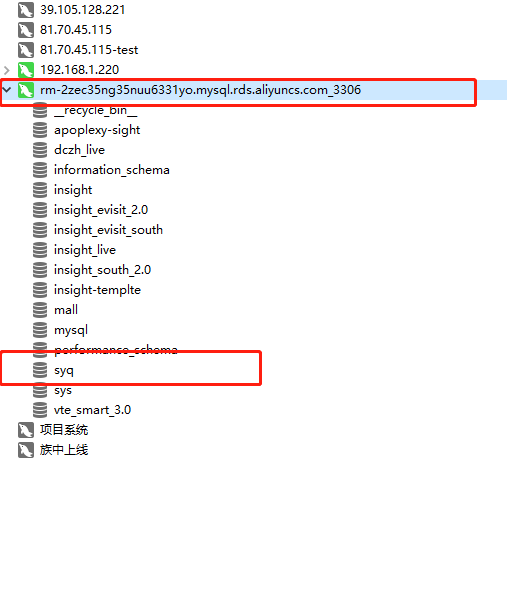 39.105.128.221
81.70.45.115
81.70.45.115-test
192.168.1.220
rm-2zec35ng35nuu6331yo.mysql.rds.aliyuncs.com_3306
__recycle_bin__
apoplexy-sight
dczh_live
information_schema
insight
insight_evisit_2.0
insight_evisit_south
insight_live
insight_south_2.0
insight-templte
mall
mysql
performance_schema
syq
sys
vte_smart_3.0
项目系统
族中上线